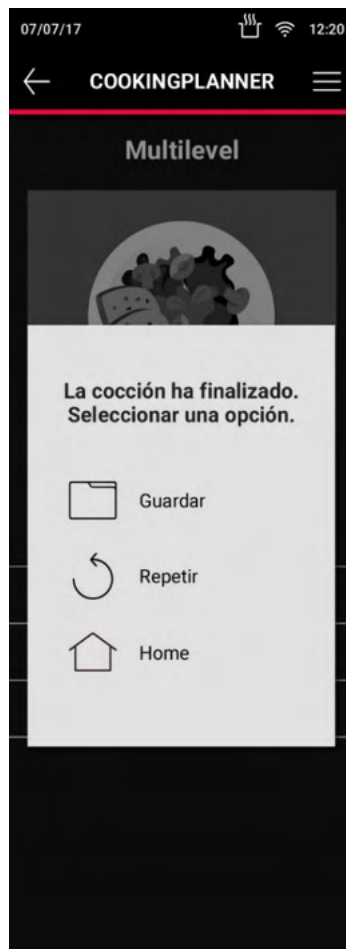 07/07/17 12:20
COOKINGPLANNER
Multilevel
La cocción ha finalizado.
Seleccionar una opción.
Guardar
Repetir
Home